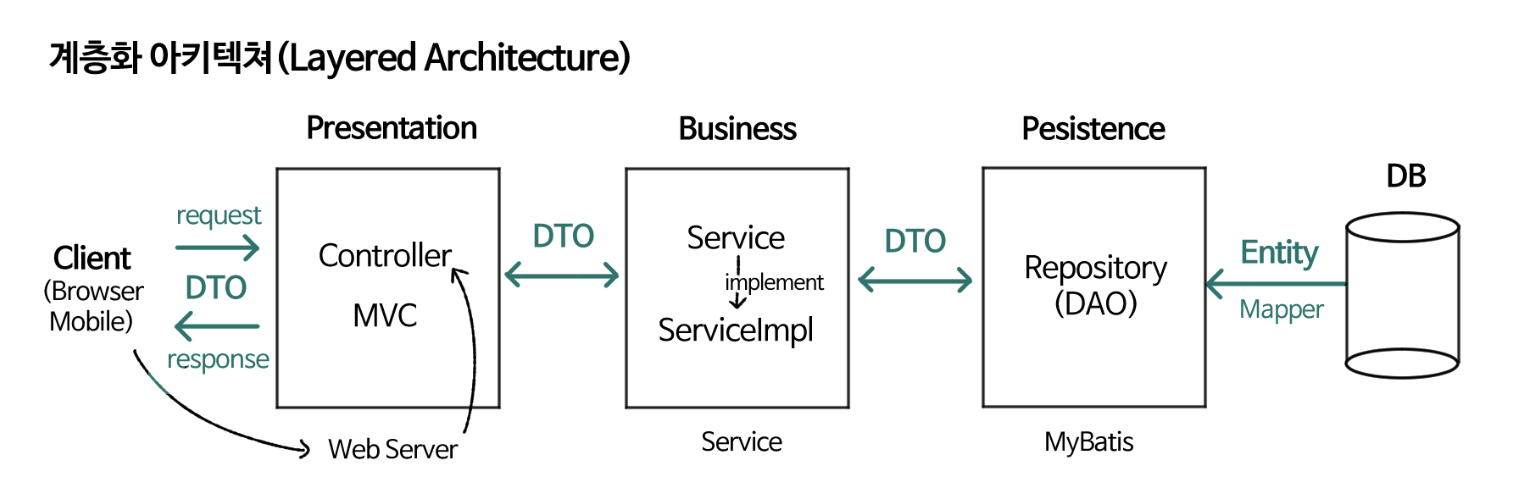 계층화 아키텍쳐(Layered Architecture)
Presentation
Business
Pesistence
DB
request
DTO
response
Client
(Browser
Mobile)
Controller
MVC
Web Server
DTO
Service
implement
ServiceImpl
Service
DTO
Repository
(DAO)
MyBatis
Entity
Mapper